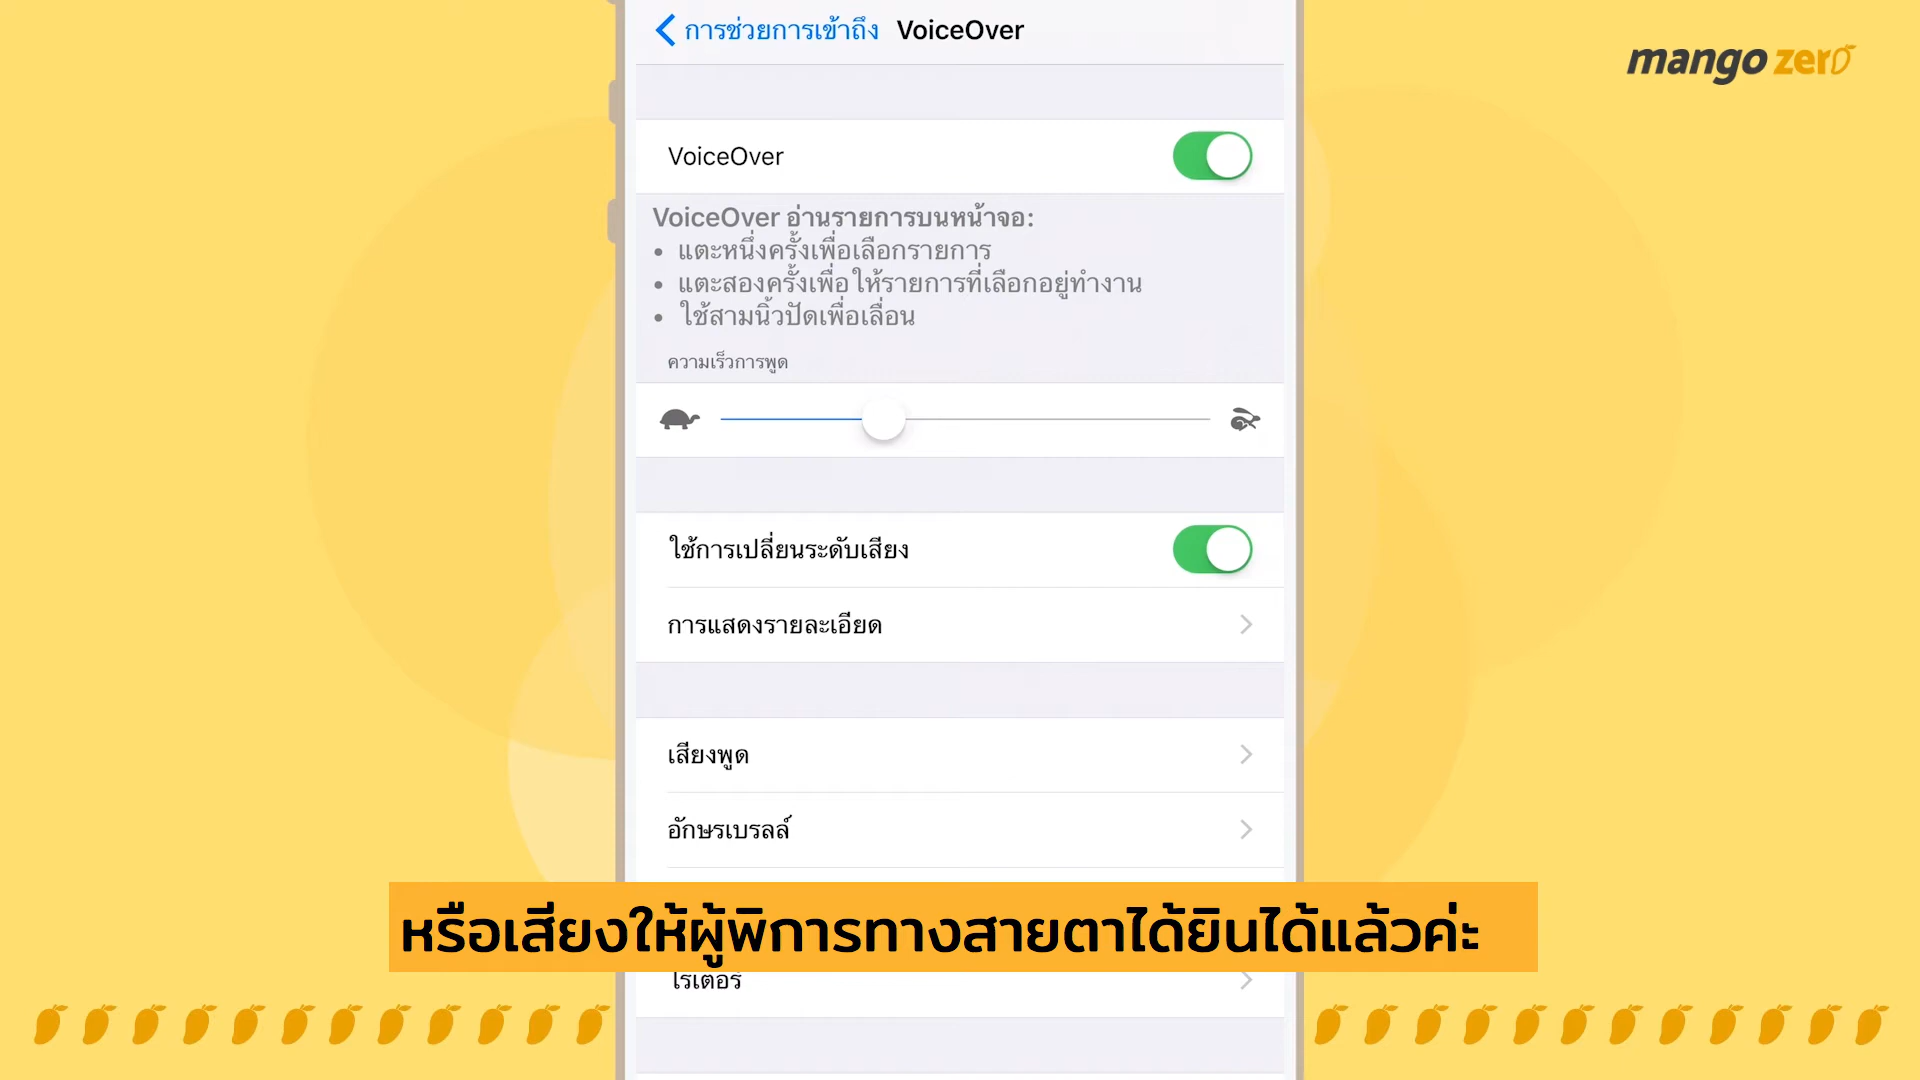 การช่วยการเข้าถึง VoiceOver
mango zero
VoiceOver
VoiceOver อ่านรายการบนหน้าจอ:
• แตะหนึ่งครั้งเพื่อเลือกรายการ
• แตะสองครั้งเพื่อให้รายการที่เลือกอยู่ทำงาน
• ใช้สามนิ้วปัดเพื่อเลื่อน
ความเร็วการพูด
ใช้การเปลี่ยนระดับเสียง
การแสดงรายละเอียด
เสียงพูด
อักษรเบรลล์
หรือเสียงให้ผู้พิการทางสายตาได้ยินได้แล้วค่ะ
โรเตอร์